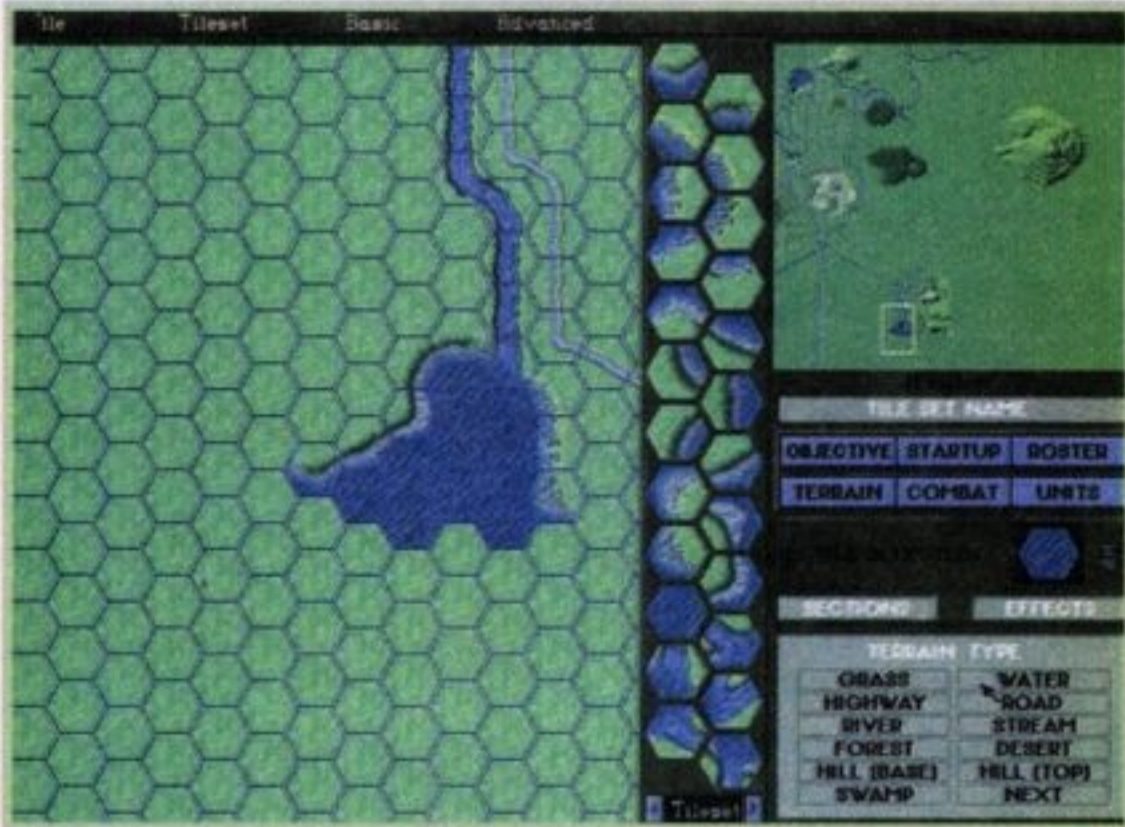 ile Tileset Basic Advanced
TILE SET NAME
OBJECTIVE STARTUP ROSTER
TERRAIN COMBAT UNITS
SECTIONS EFFECTS
TERRAIN TYPE
GRASS WATER
HIGHWAY ROAD
RIVER STREAM
FOREST DESERT
HILL (BASE) HILL (TOP)
SWAMP NEXT
Tileset